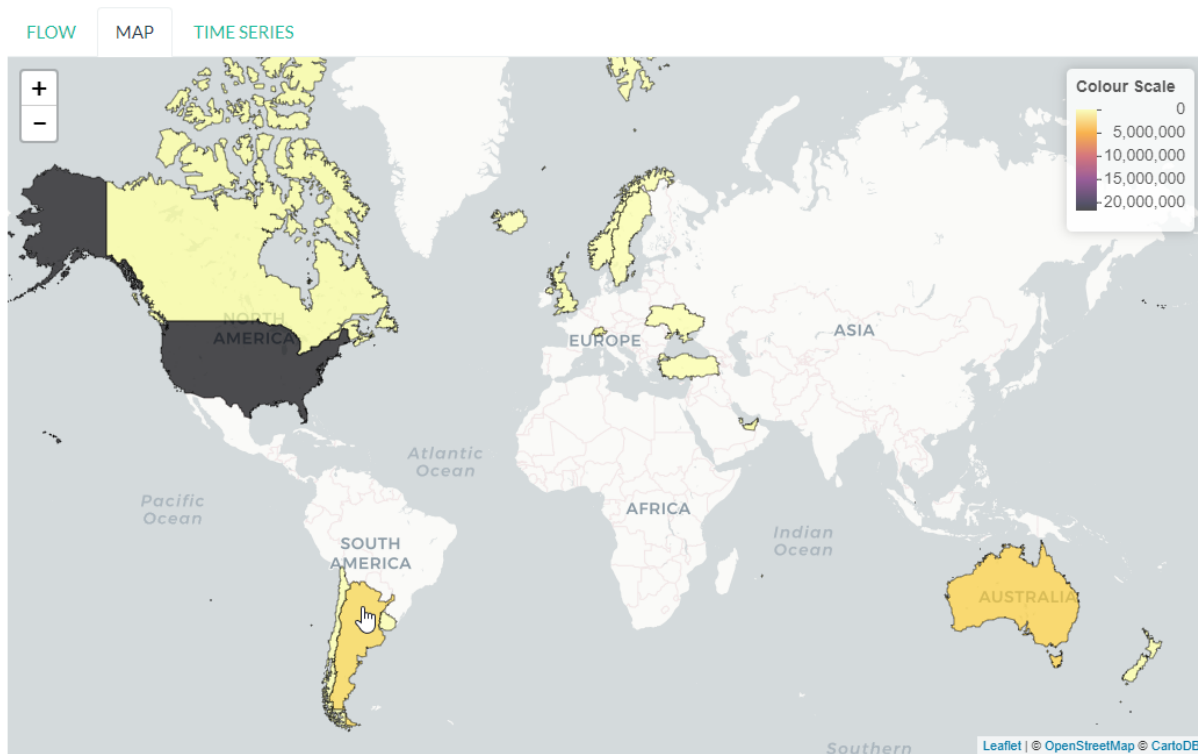 FLOW MAP TIME SERIES
+
−
Colour Scale
0
5,000,000
10,000,000
15,000,000
20,000,000
NORTH
AMERICA
EUROPE
ASIA
Atlantic
Ocean
Pacific
Ocean
AFRICA
Indian
Ocean
SOUTH
AMERICA
AUSTRALIA
Southern
Leaflet | © OpenStreetMap © CartoDB